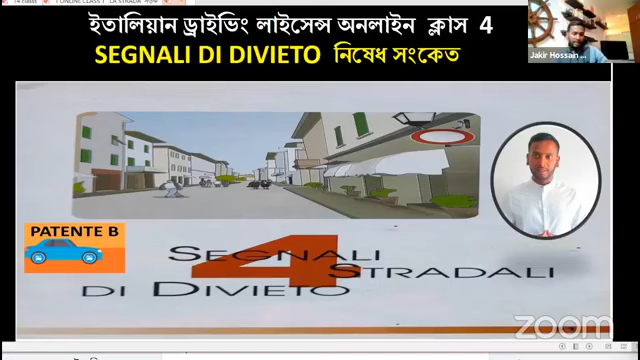 ইতালিয়ান ড্রাইভিং লাইসেন্স অনলাইন ক্লাস 4
SEGNALI DI DIVIETO নিষেধ সংকেত
Jakir Hossain ...
PATENTE B
4
SEGNALI
STRADALI
DI DIVIETO
zoom